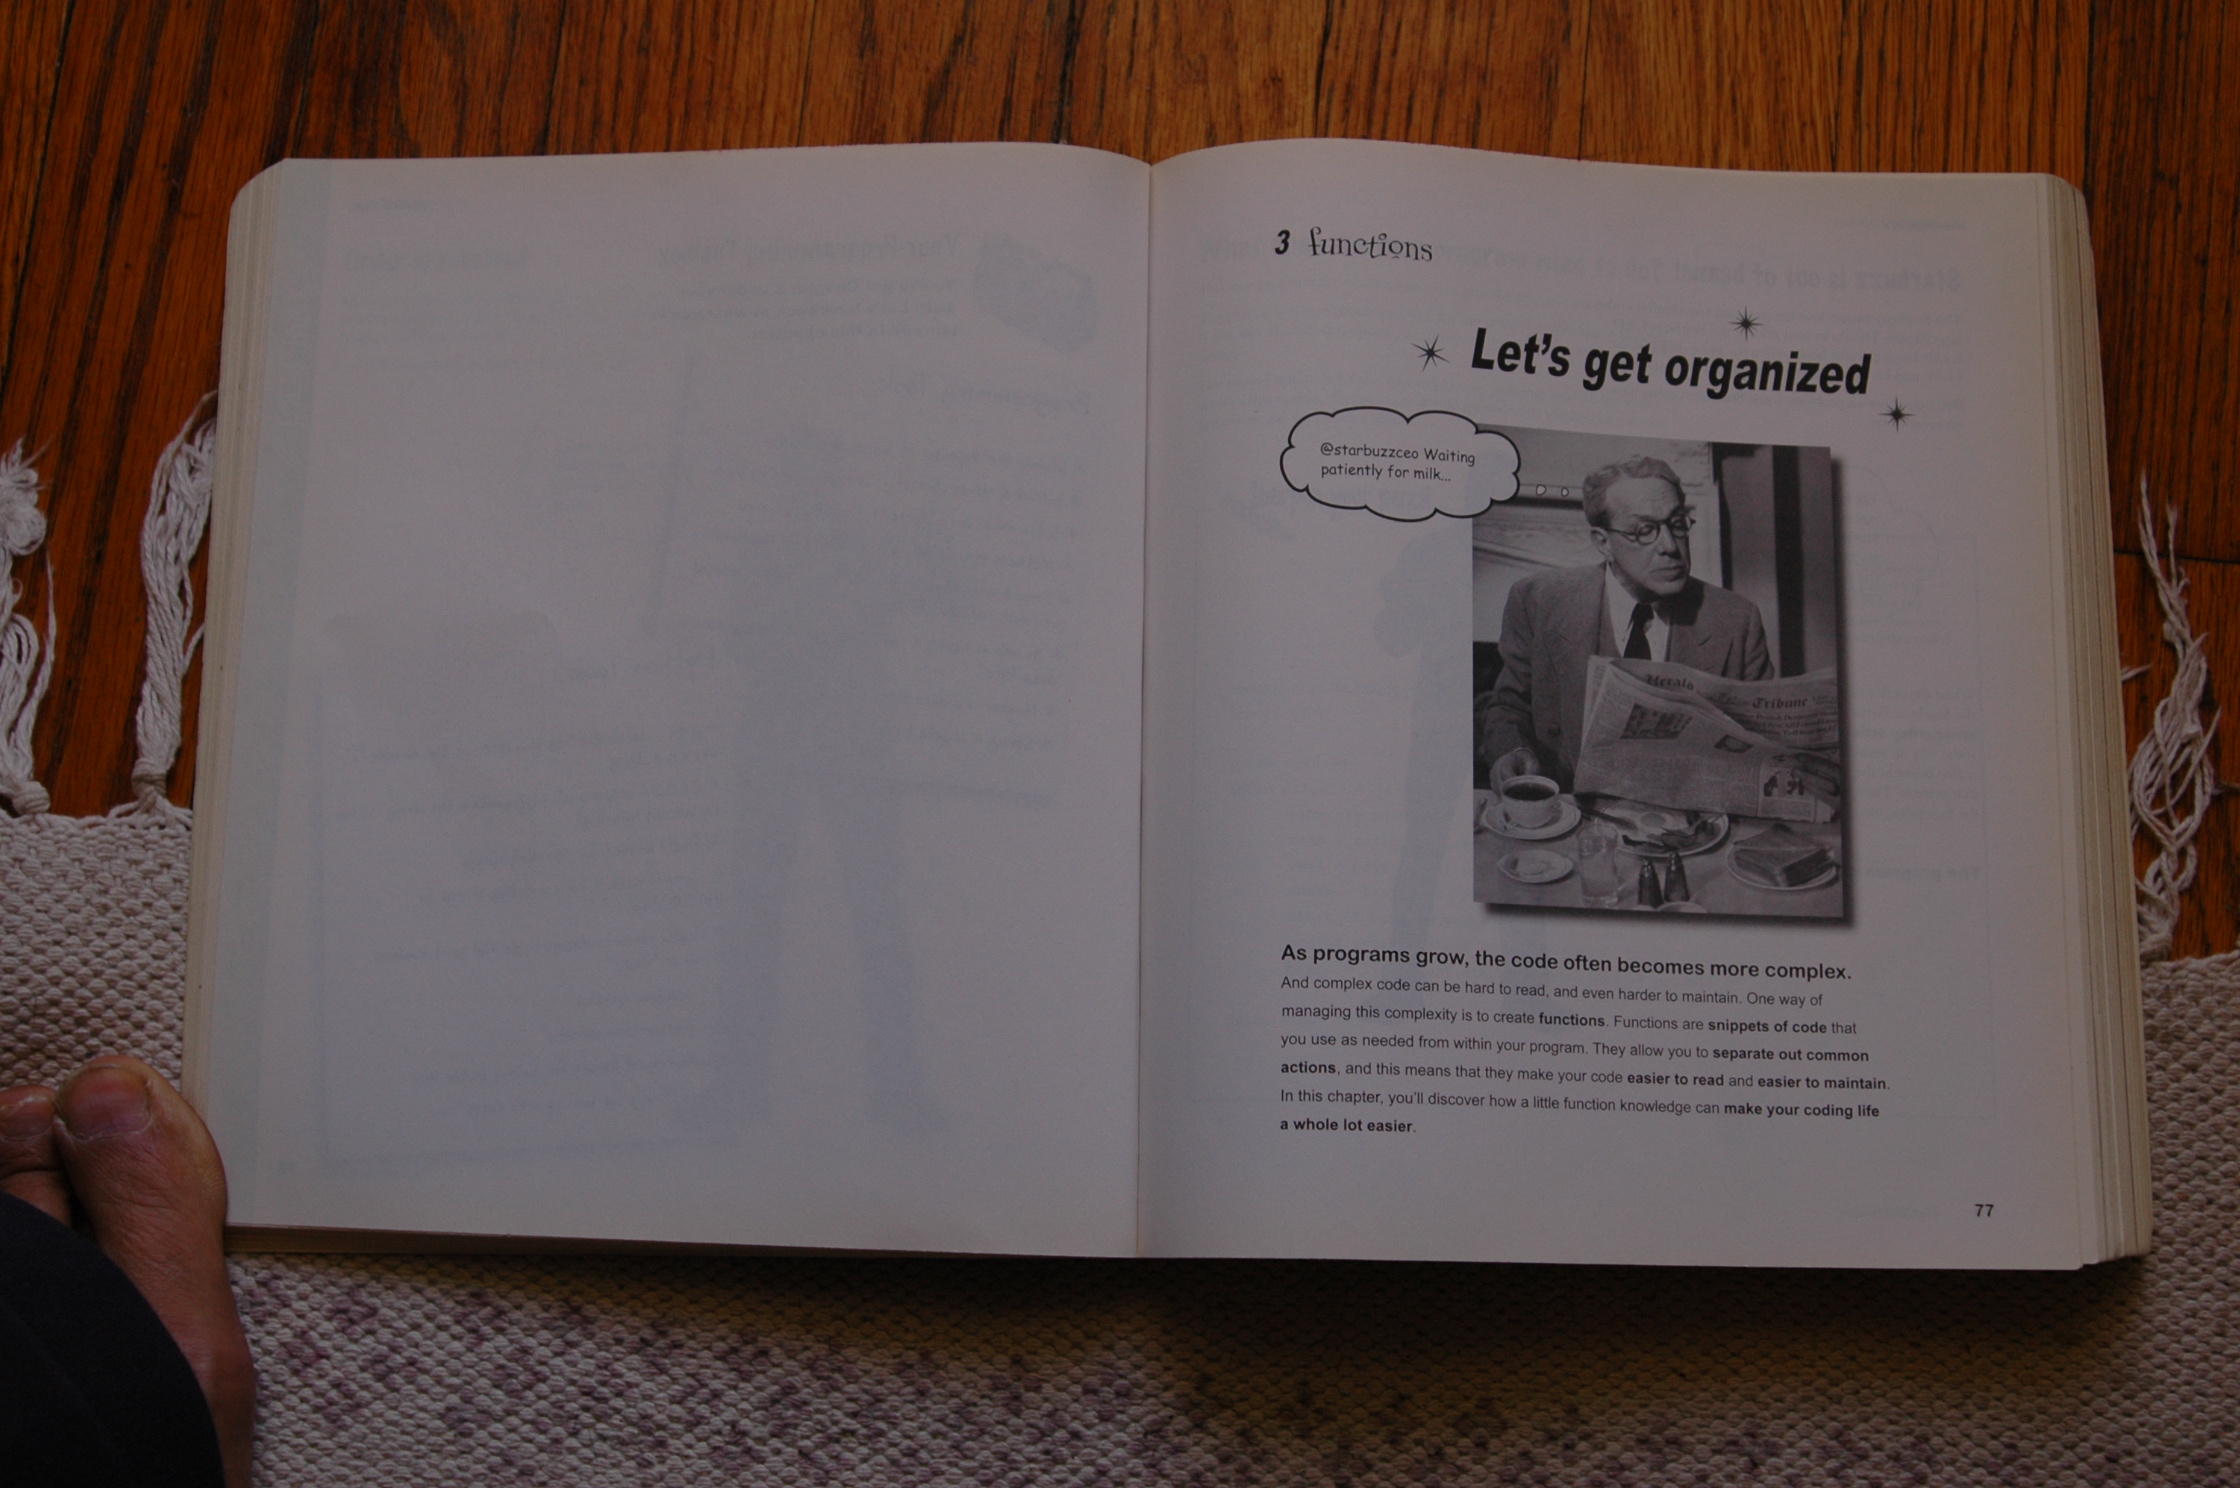 3 functions
Let's get organized
@starbuzzceo Waiting
patiently for milk...
Herald
Tribune
As programs grow, the code often becomes more complex.
And complex code can be hard to read, and even harder to maintain. One way of
managing this complexity is to create functions. Functions are snippets of code that
you use as needed from within your program. They allow you to separate out common
actions, and this means that they make your code easier to read and easier to maintain.
In this chapter, you'll discover how a little function knowledge can make your coding life
a whole lot easier.
77